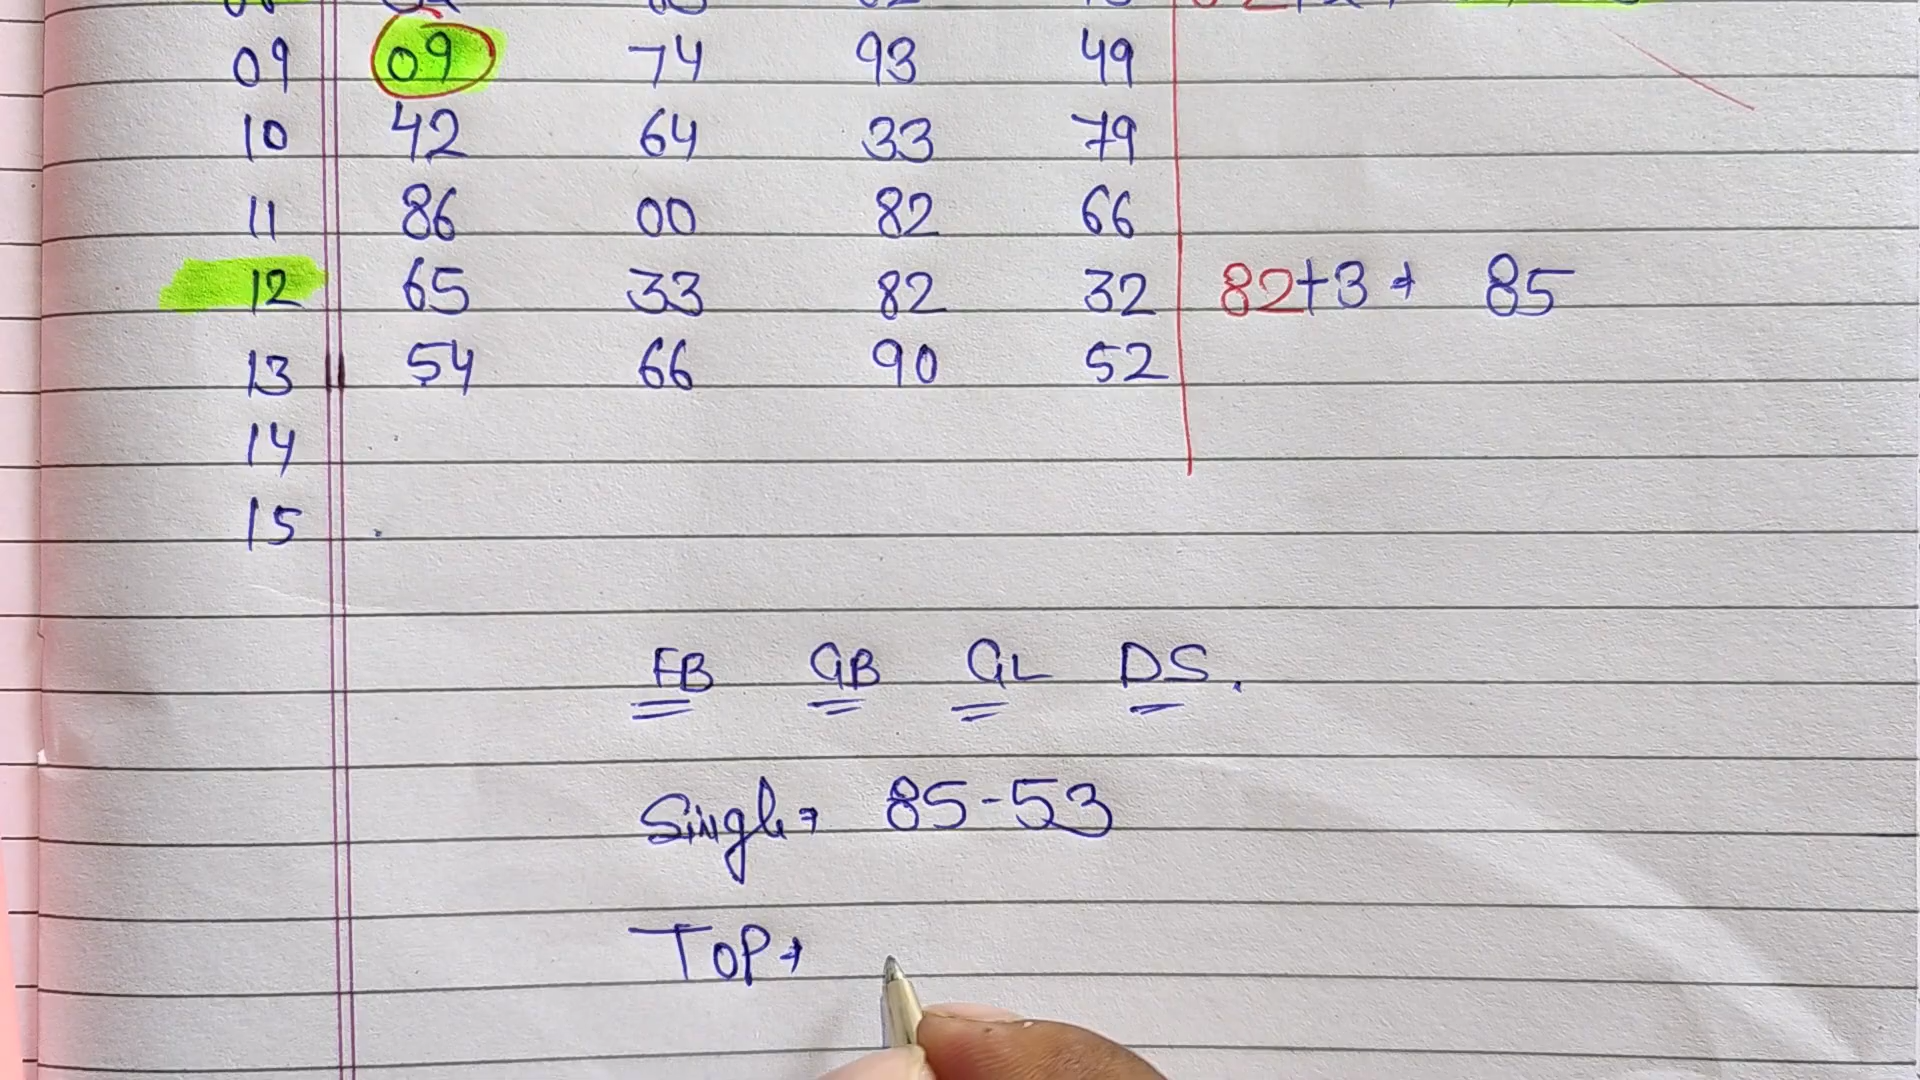 09 09 74 93 49
10 42 64 33 79
11 86 00 82 66
12 65 33 82 32 82+3 → 85
13 54 66 90 52
14
15
FB GB GL DS.
Single → 85-53
TOP →